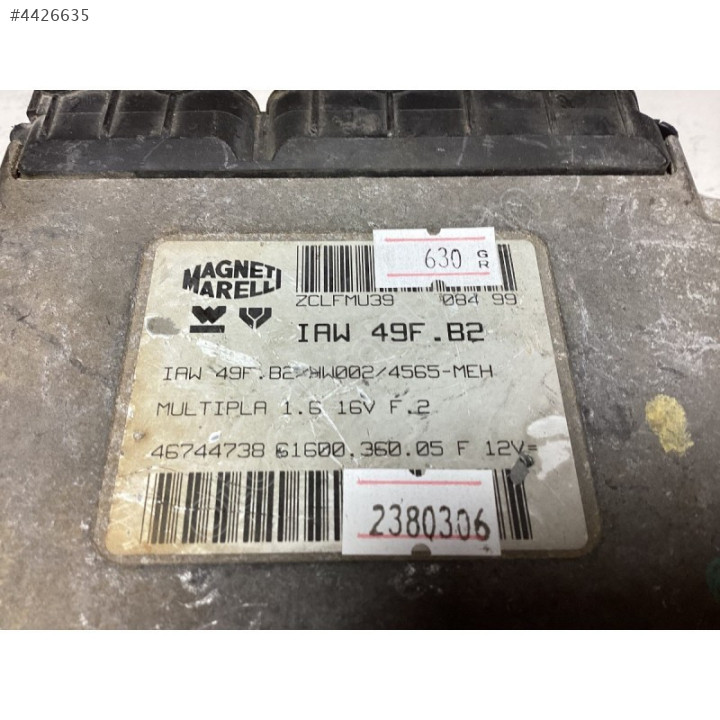 #4426635
630 GR
MAGNETI
MARELLI
ZCLFMU39 084 99
IAW 49F.B2
IAW 49F.B2 HW002/4565-MEH
MULTIPLA 1.6 16V F.2
46744738 61600.360.05 F 12V=
2380306